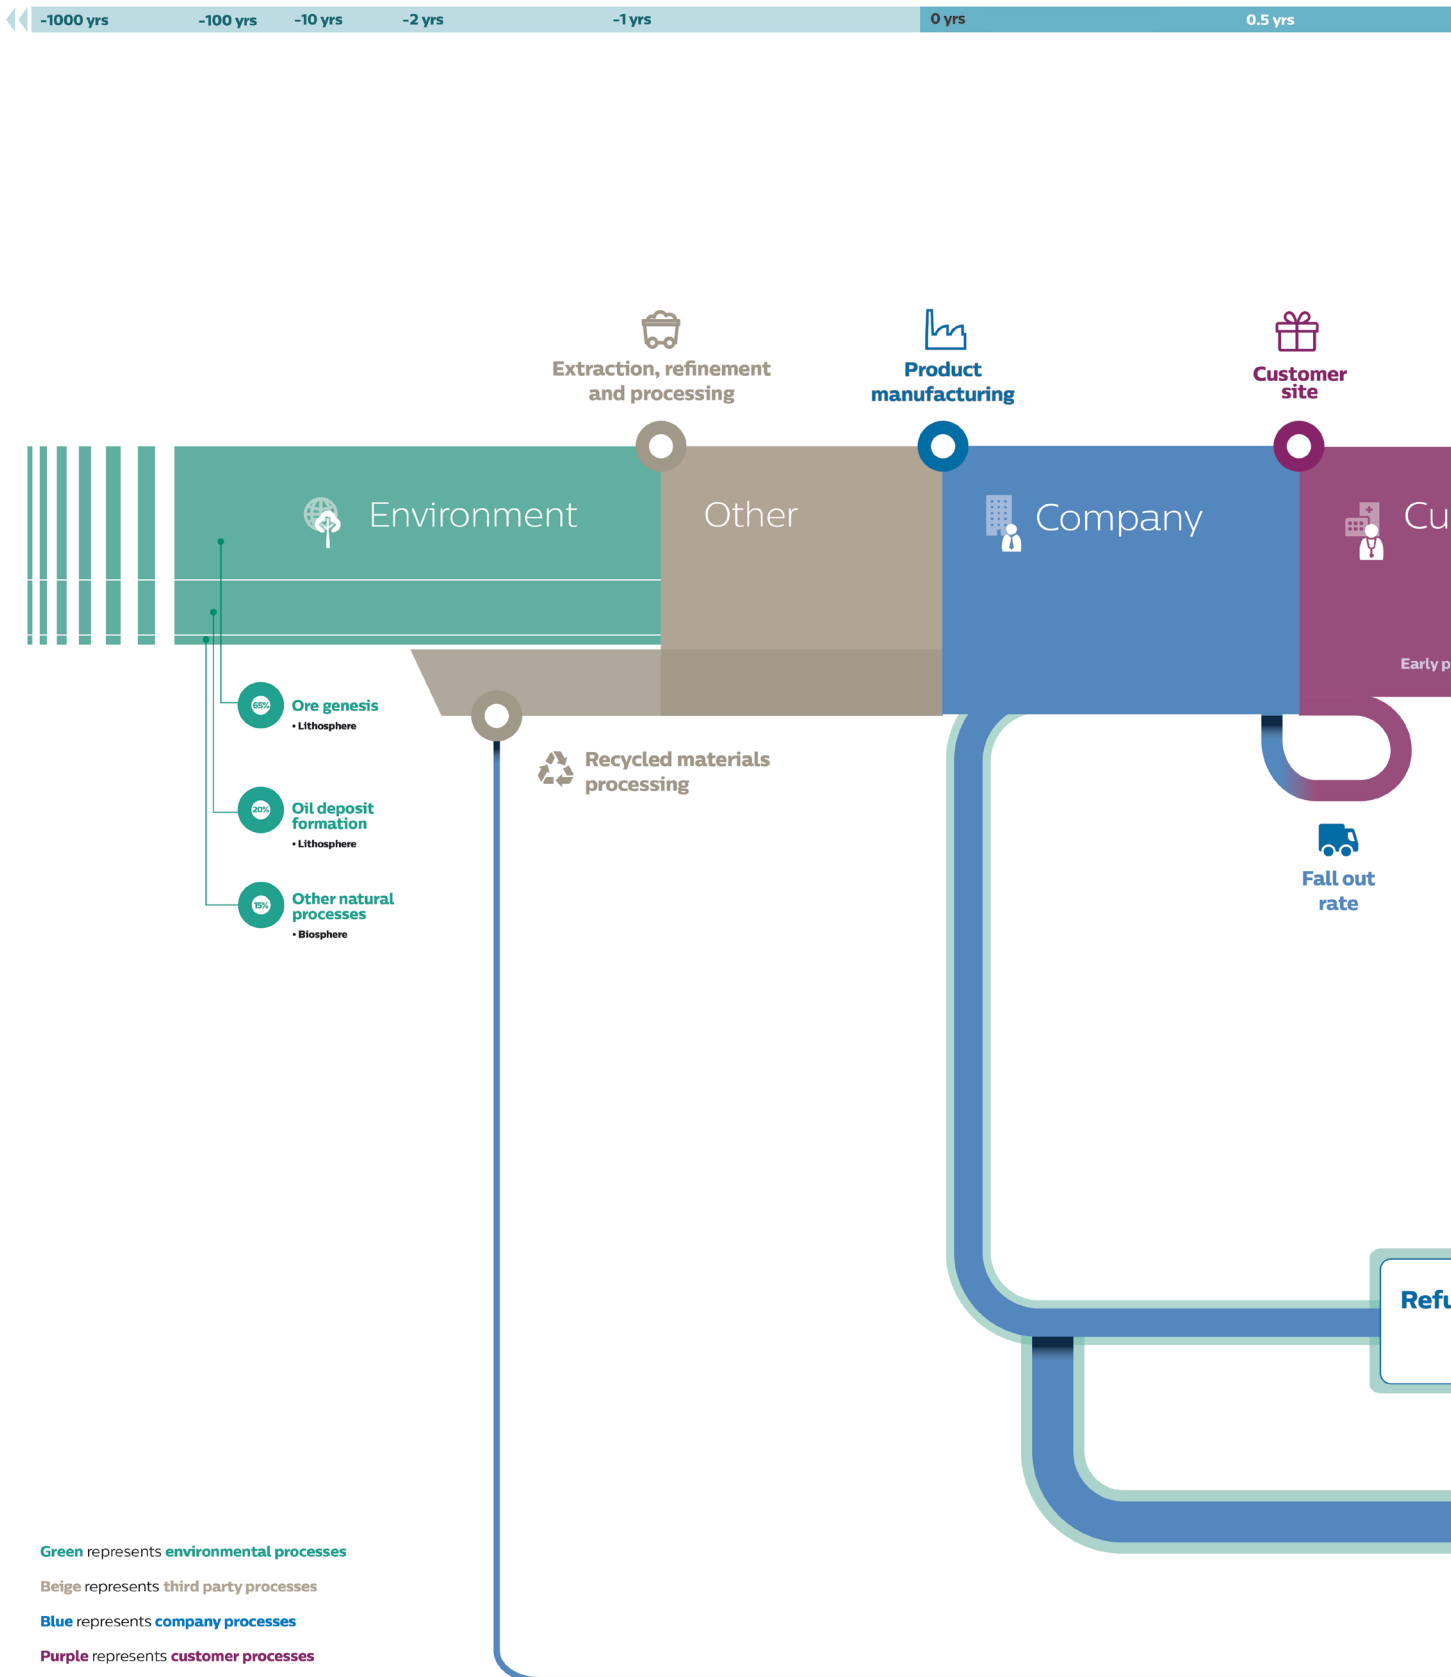 -1000 yrs -100 yrs -10 yrs -2 yrs -1 yrs 0 yrs 0.5 yrs
Extraction, refinement
and processing
Product
manufacturing
Customer
site
Environment
Other
Company
Cu
Early p
65%
Ore genesis
• Lithosphere
Recycled materials
processing
20%
Oil deposit
formation
• Lithosphere
Fall out
rate
15%
Other natural
processes
• Biosphere
Refu
Green represents environmental processes
Beige represents third party processes
Blue represents company processes
Purple represents customer processes